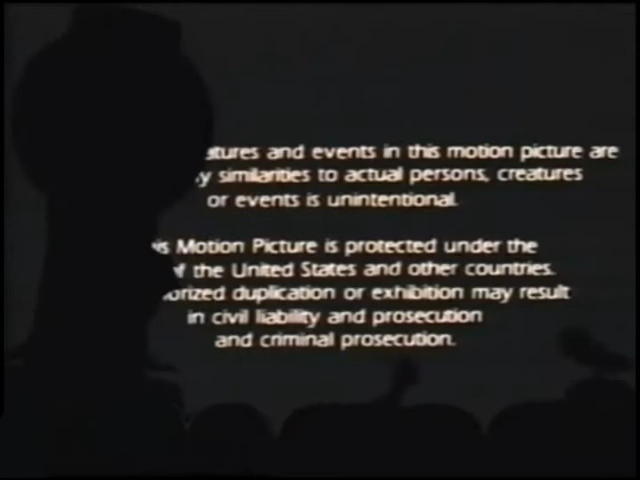 atures and events in this motion picture are
y similarities to actual persons, creatures
or events is unintentional.
is Motion Picture is protected under the
of the United States and other countries.
orized duplication or exhibition may result
in civil liability and prosecution
and criminal prosecution.